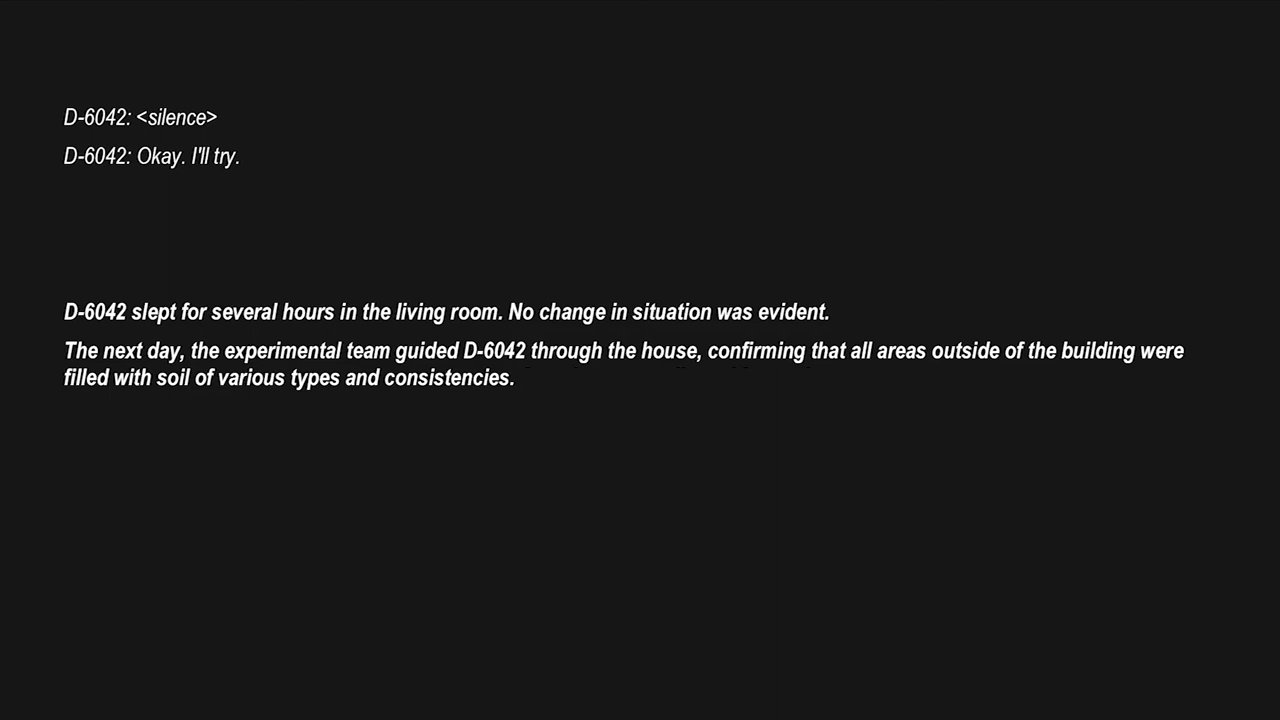 D-6042: <silence>
D-6042: Okay. I'll try.
D-6042 slept for several hours in the living room. No change in situation was evident.
The next day, the experimental team guided D-6042 through the house, confirming that all areas outside of the building were
filled with soil of various types and consistencies.